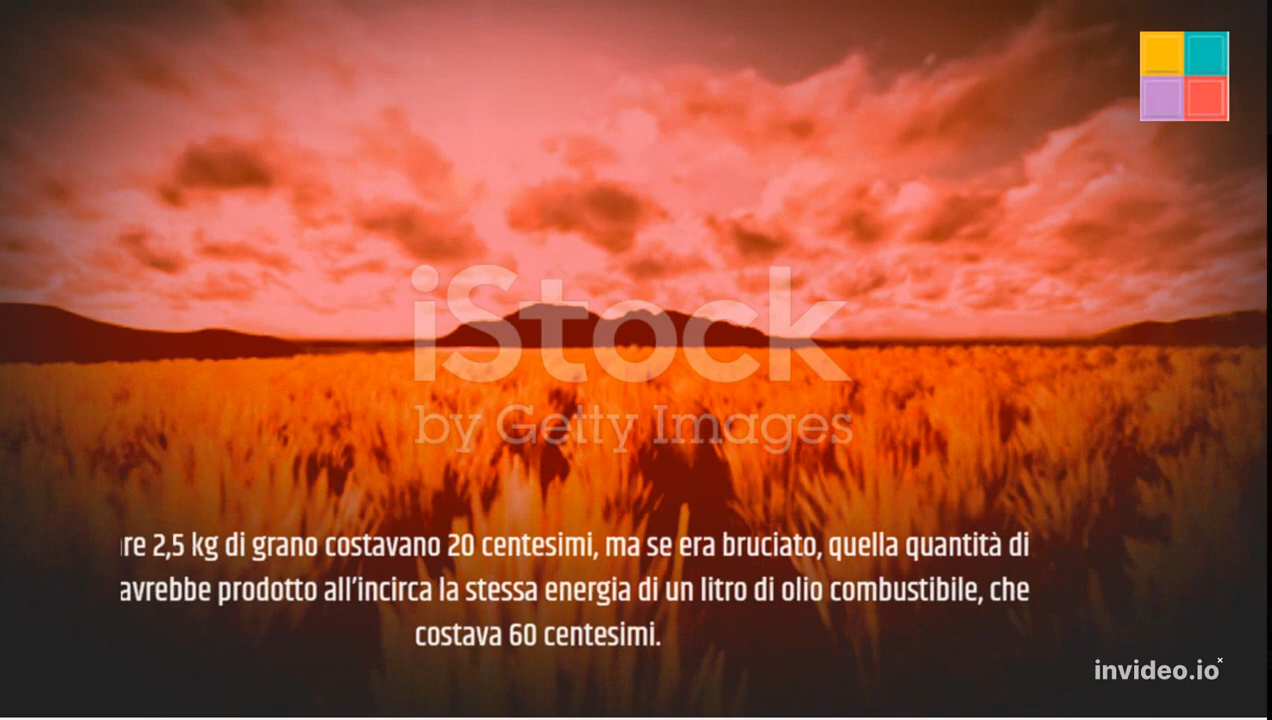 iStock
by Getty Images
re 2,5 kg di grano costavano 20 centesimi, ma se era bruciato, quella quantità di
avrebbe prodotto all'incirca la stessa energia di un litro di olio combustibile, che
costava 60 centesimi.
invideo.io